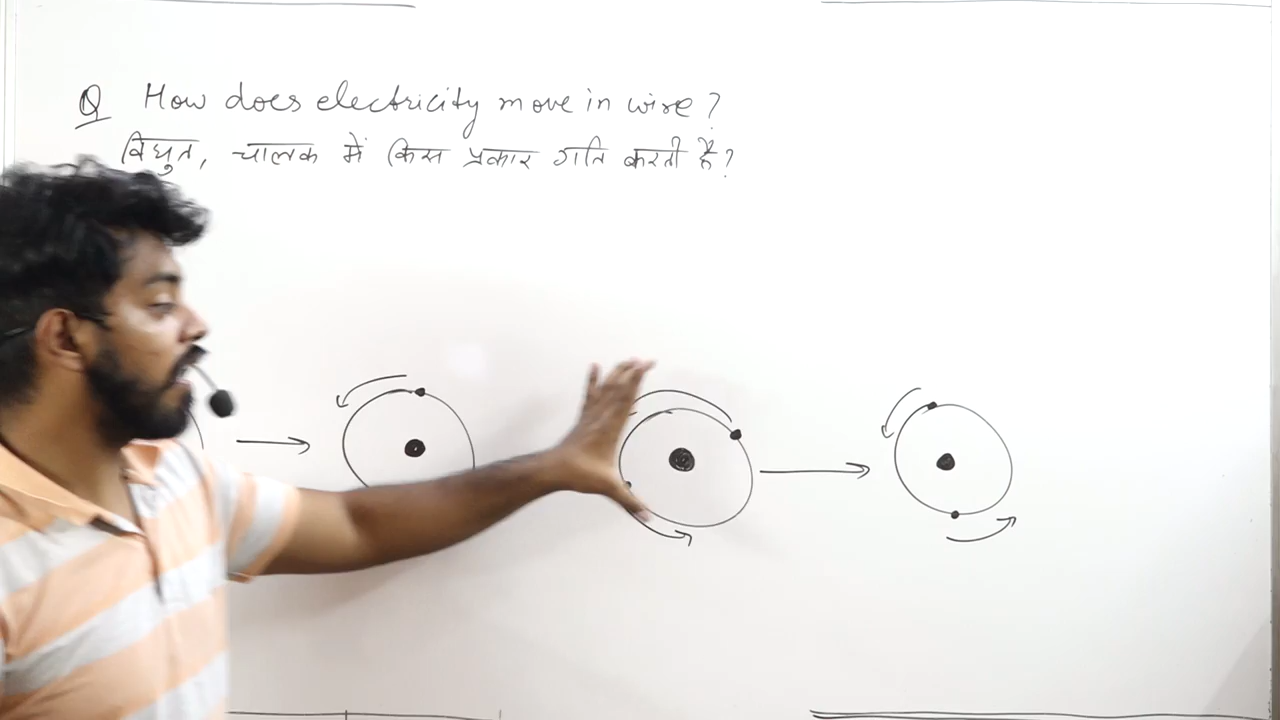 Q How does electricity move in wire?
विधुत, चालक में किस प्रकार गति करती है?